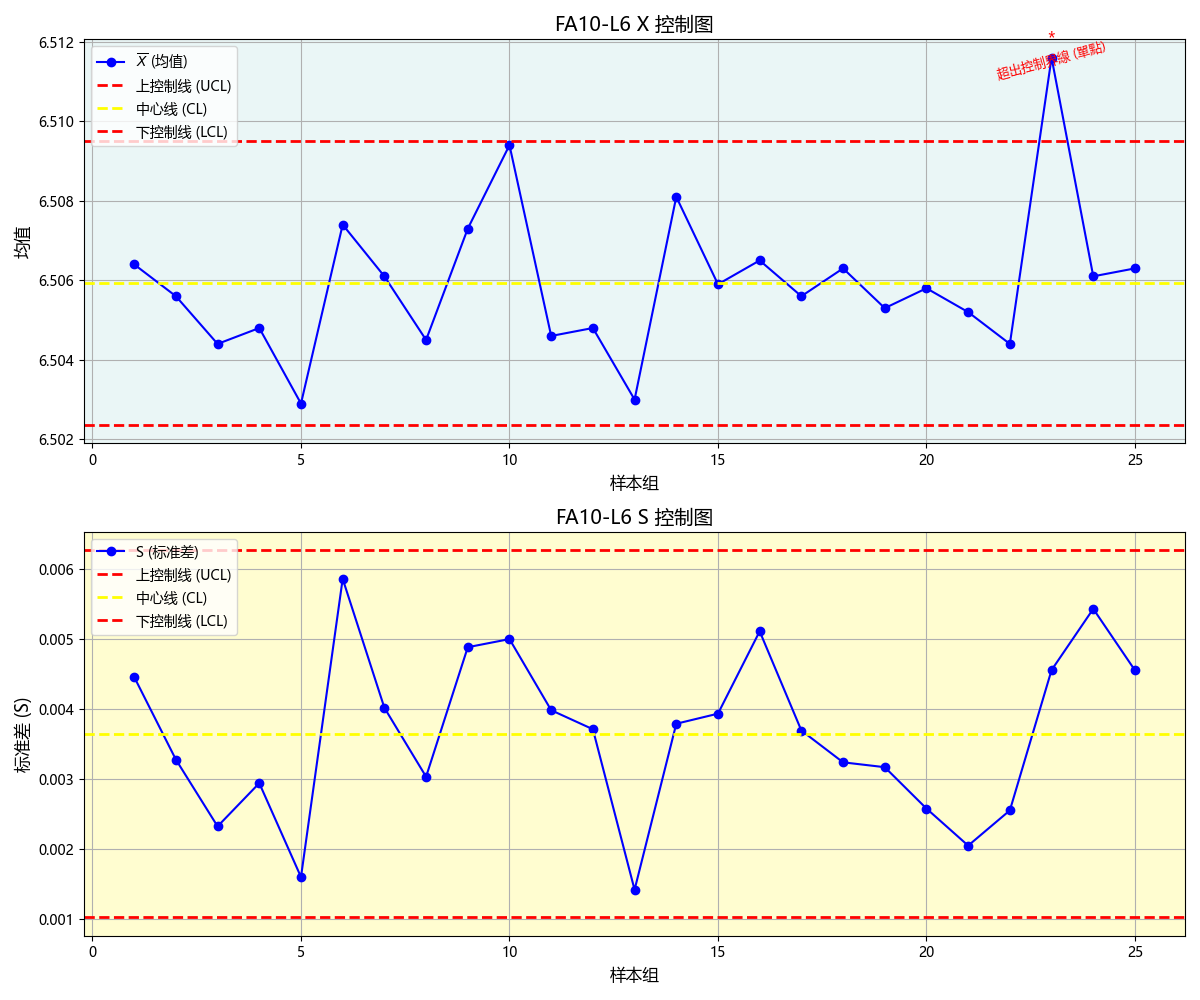 FA10-L6 X 控制图
6.512
6.510
6.508
6.506
6.504
6.502
均值
X̅ (均值)
上控制线 (UCL)
中心线 (CL)
下控制线 (LCL)
*
超出控制界線 (單點)
0 5 10 15 20 25
样本组
FA10-L6 S 控制图
0.006
0.005
0.004
0.003
0.002
0.001
标准差 (S)
S (标准差)
上控制线 (UCL)
中心线 (CL)
下控制线 (LCL)
0 5 10 15 20 25
样本组